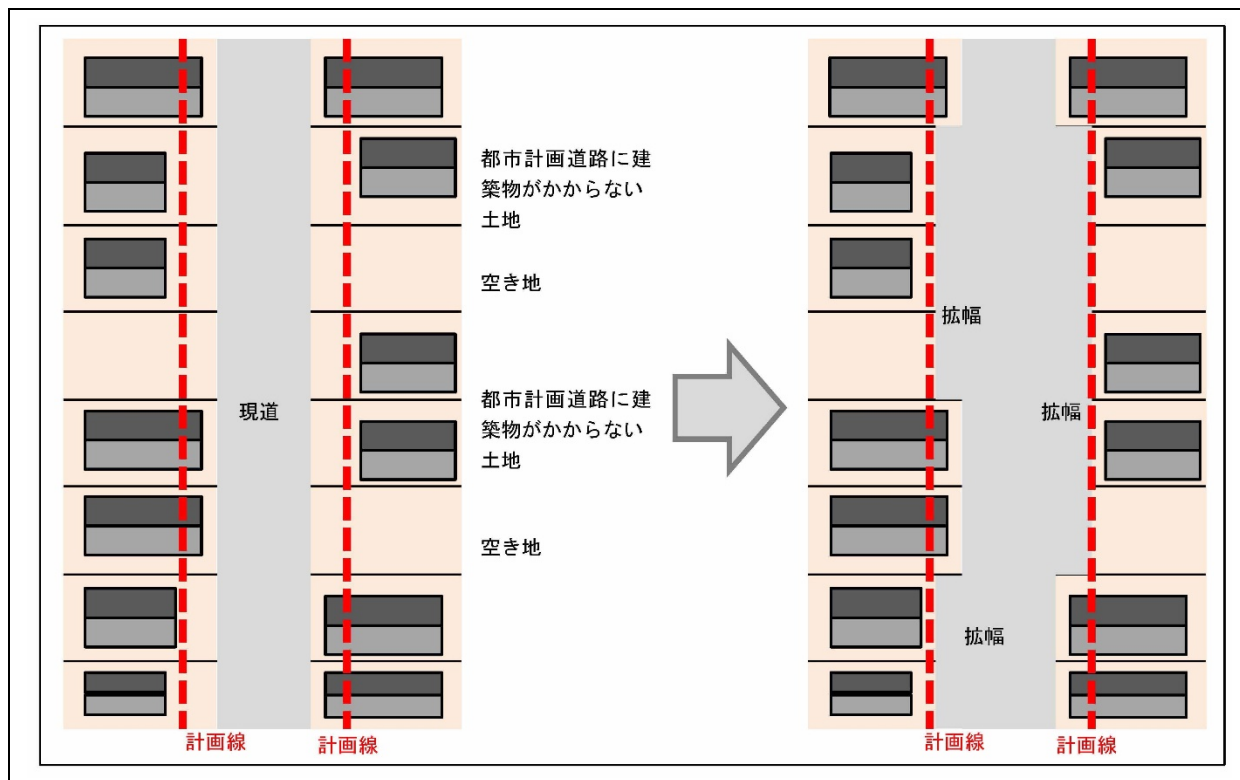 都市計画道路に建
築物がかからない
土地
空き地
現道
都市計画道路に建
築物がかからない
土地
空き地
計画線
計画線
拡幅
拡幅
拡幅
計画線
計画線